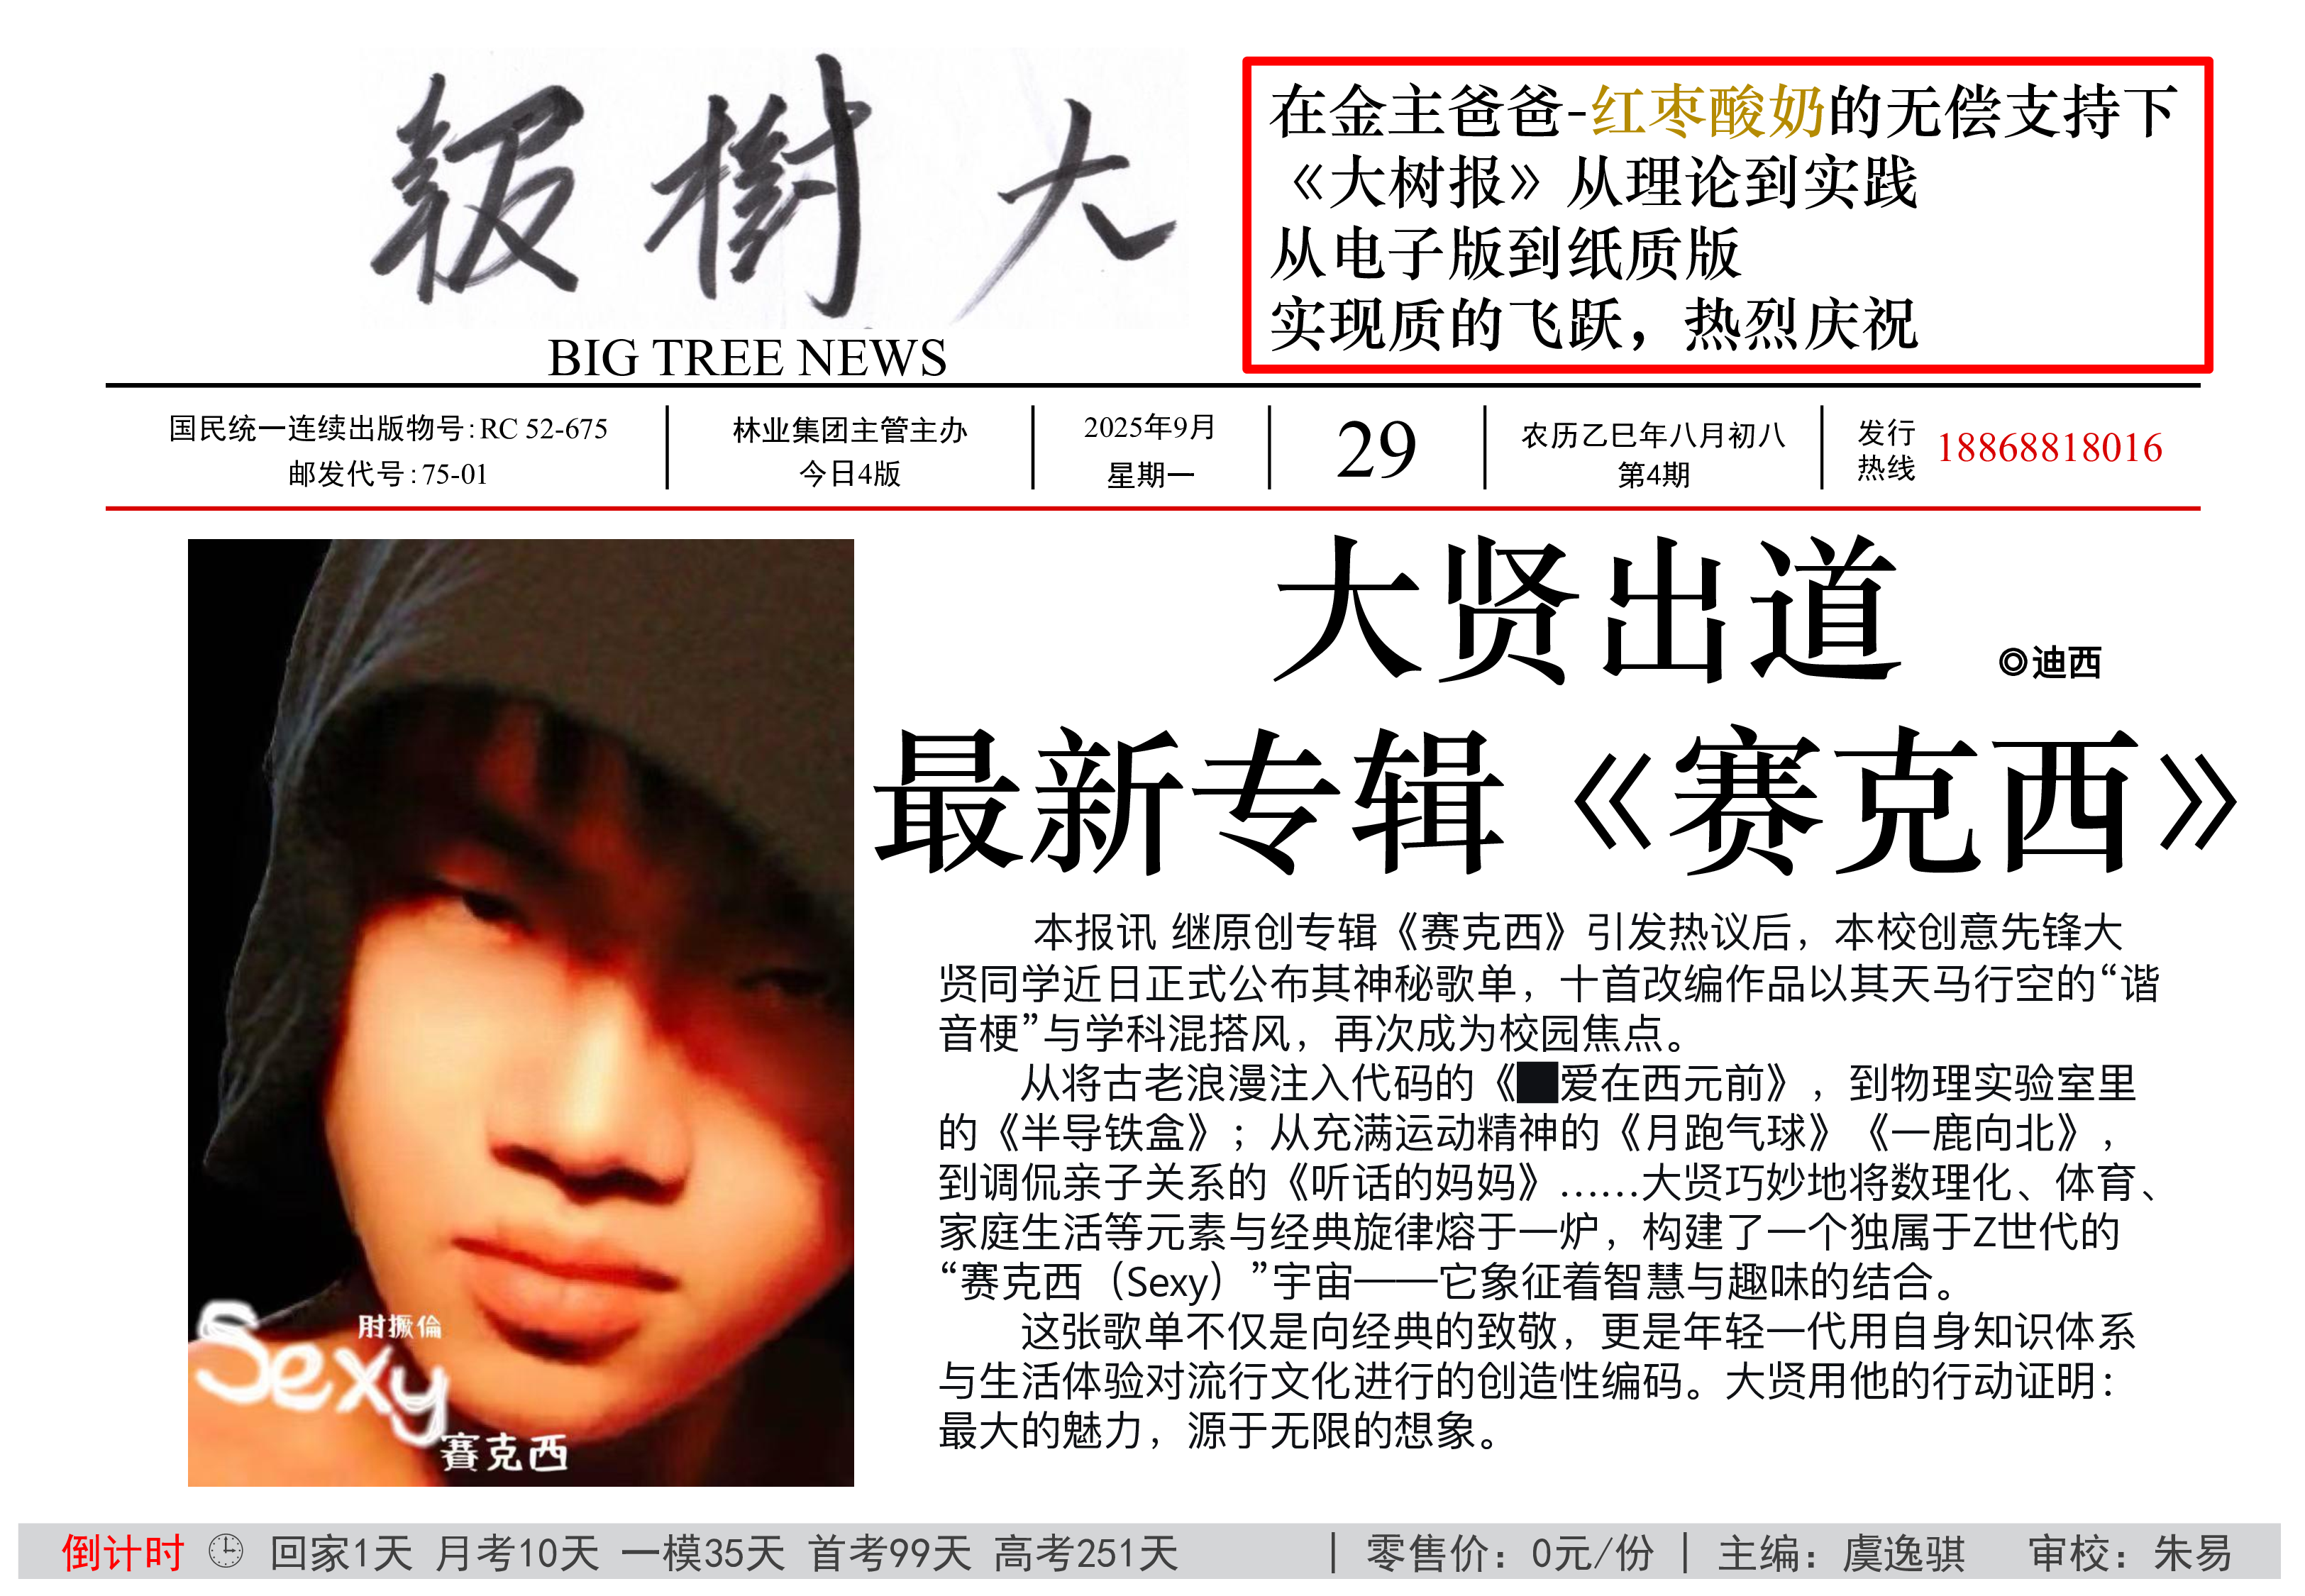 大樹報
BIG TREE NEWS
在金主爸爸-红枣酸奶的无偿支持下
《大树报》从理论到实践
从电子版到纸质版
实现质的飞跃，热烈庆祝
国民统一连续出版物号:RC 52-675
邮发代号:75-01
林业集团主管主办
今日4版
2025年9月
星期一
29
农历乙巳年八月初八
第4期
发行
热线
18868818016
大贤出道
◎迪西
最新专辑《赛克西》
本报讯 继原创专辑《赛克西》引发热议后，本校创意先锋大
贤同学近日正式公布其神秘歌单，十首改编作品以其天马行空的“谐
音梗”与学科混搭风，再次成为校园焦点。
从将古老浪漫注入代码的《█爱在西元前》，到物理实验室里
的《半导铁盒》；从充满运动精神的《月跑气球》《一鹿向北》，
到调侃亲子关系的《听话的妈妈》……大贤巧妙地将数理化、体育、
家庭生活等元素与经典旋律熔于一炉，构建了一个独属于Z世代的
“赛克西（Sexy）”宇宙——它象征着智慧与趣味的结合。
这张歌单不仅是向经典的致敬，更是年轻一代用自身知识体系
与生活体验对流行文化进行的创造性编码。大贤用他的行动证明：
最大的魅力，源于无限的想象。
肘撅倫
Sexy
賽克西
倒计时 回家1天 月考10天 一模35天 首考99天 高考251天 | 零售价：0元/份 | 主编：虞逸骐 审校：朱易